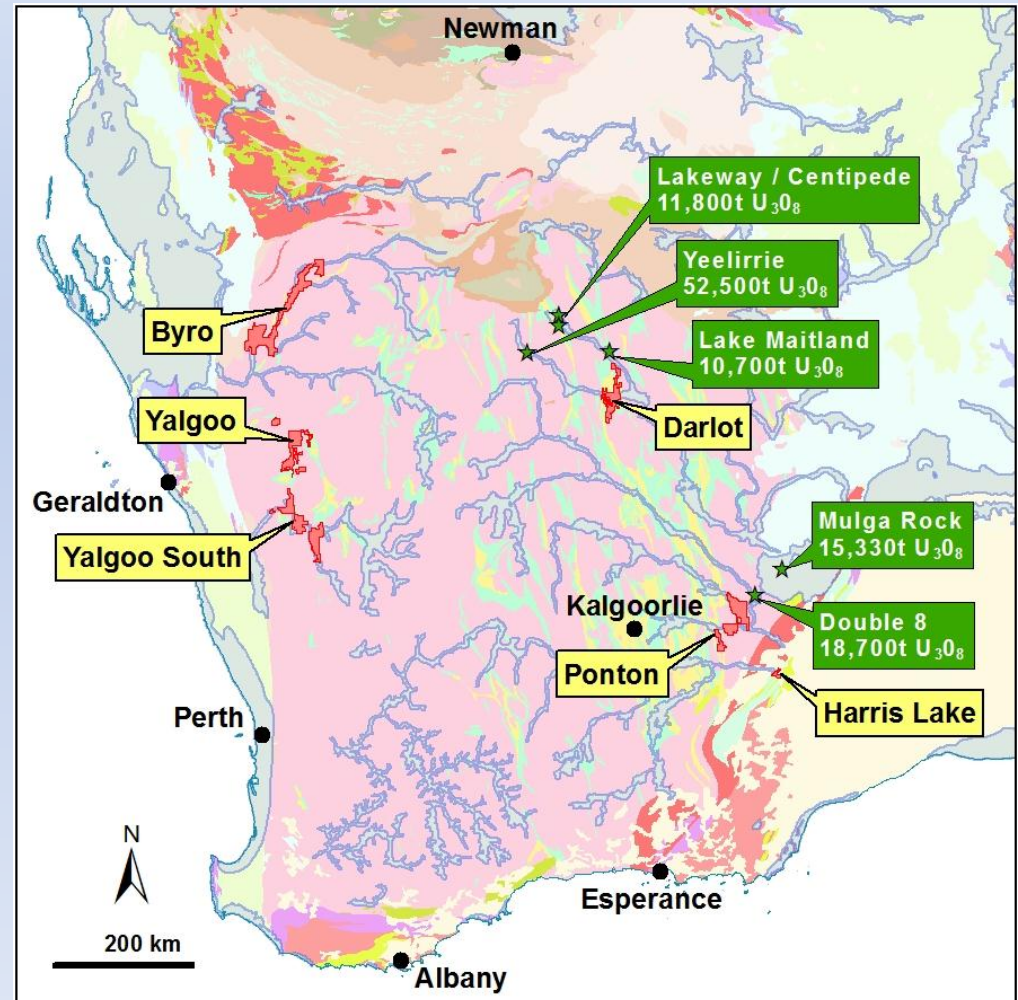 Newman
Lakeway / Centipede
11,800t U₃0₈
Yeelirrie
52,500t U₃0₈
Byro
Lake Maitland
10,700t U₃0₈
Yalgoo
Darlot
Geraldton
Yalgoo South
Mulga Rock
15,330t U₃0₈
Kalgoorlie
Double 8
18,700t U₃0₈
Ponton
Harris Lake
Perth
N
Esperance
200 km
Albany